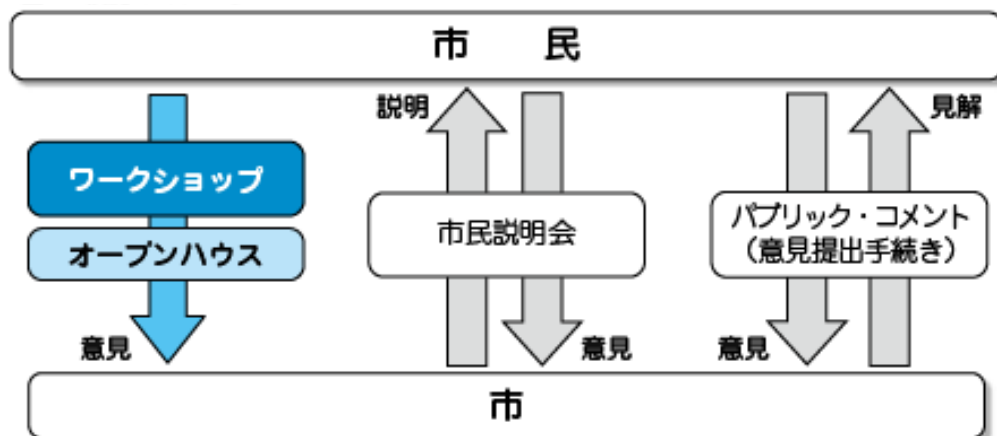 市　民
説明
見解
ワークショップ
オープンハウス
市民説明会
パブリック・コメント
（意見提出手続き）
意見
意見
意見
市